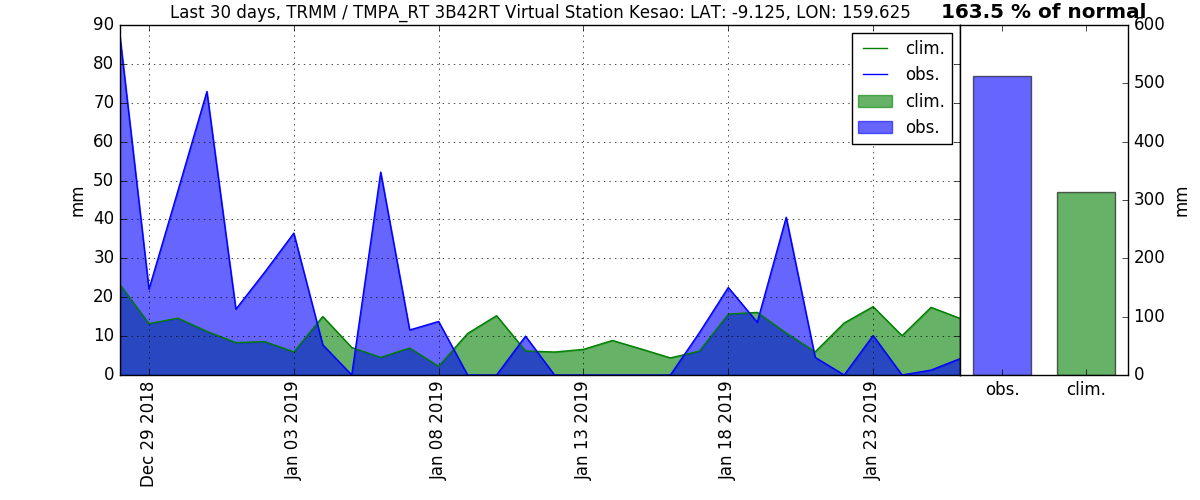 Last 30 days, TRMM / TMPA_RT 3B42RT Virtual Station Kesao: LAT: -9.125, LON: 159.625
163.5 % of normal
90
80
70
60
50
40
30
20
10
0
mm
clim.
obs.
clim.
obs.
Dec 29 2018
Jan 03 2019
Jan 08 2019
Jan 13 2019
Jan 18 2019
Jan 23 2019
600
500
400
300
200
100
0
mm
obs.
clim.